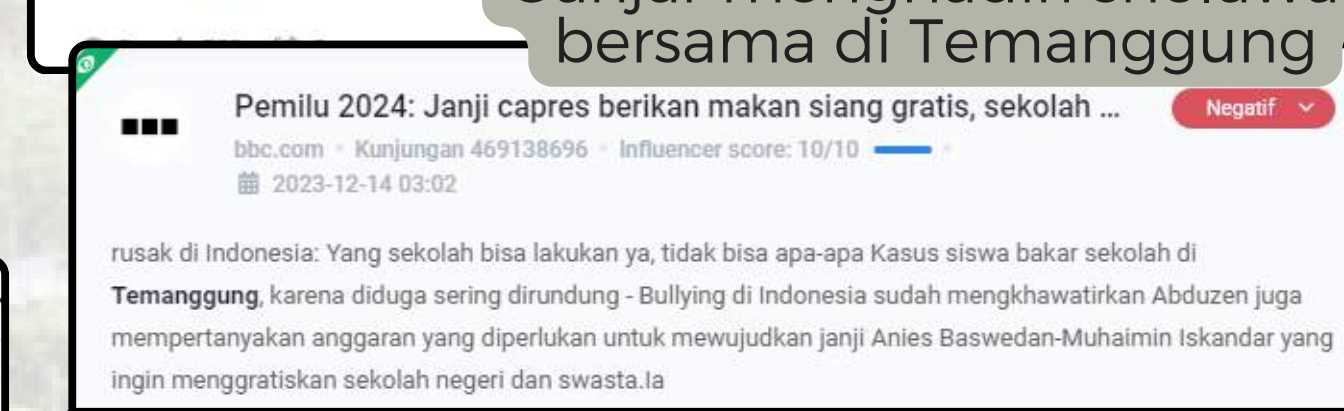 bersama di Temanggung
Pemilu 2024: Janji capres berikan makan siang gratis, sekolah ...
Negatif
bbc.com Kunjungan 469138696 Influencer score: 10/10
2023-12-14 03:02
rusak di Indonesia: Yang sekolah bisa lakukan ya, tidak bisa apa-apa Kasus siswa bakar sekolah di
Temanggung, karena diduga sering dirundung - Bullying di Indonesia sudah mengkhawatirkan Abduzen juga
mempertanyakan anggaran yang diperlukan untuk mewujudkan janji Anies Baswedan-Muhaimin Iskandar yang
ingin menggratiskan sekolah negeri dan swasta.Ia